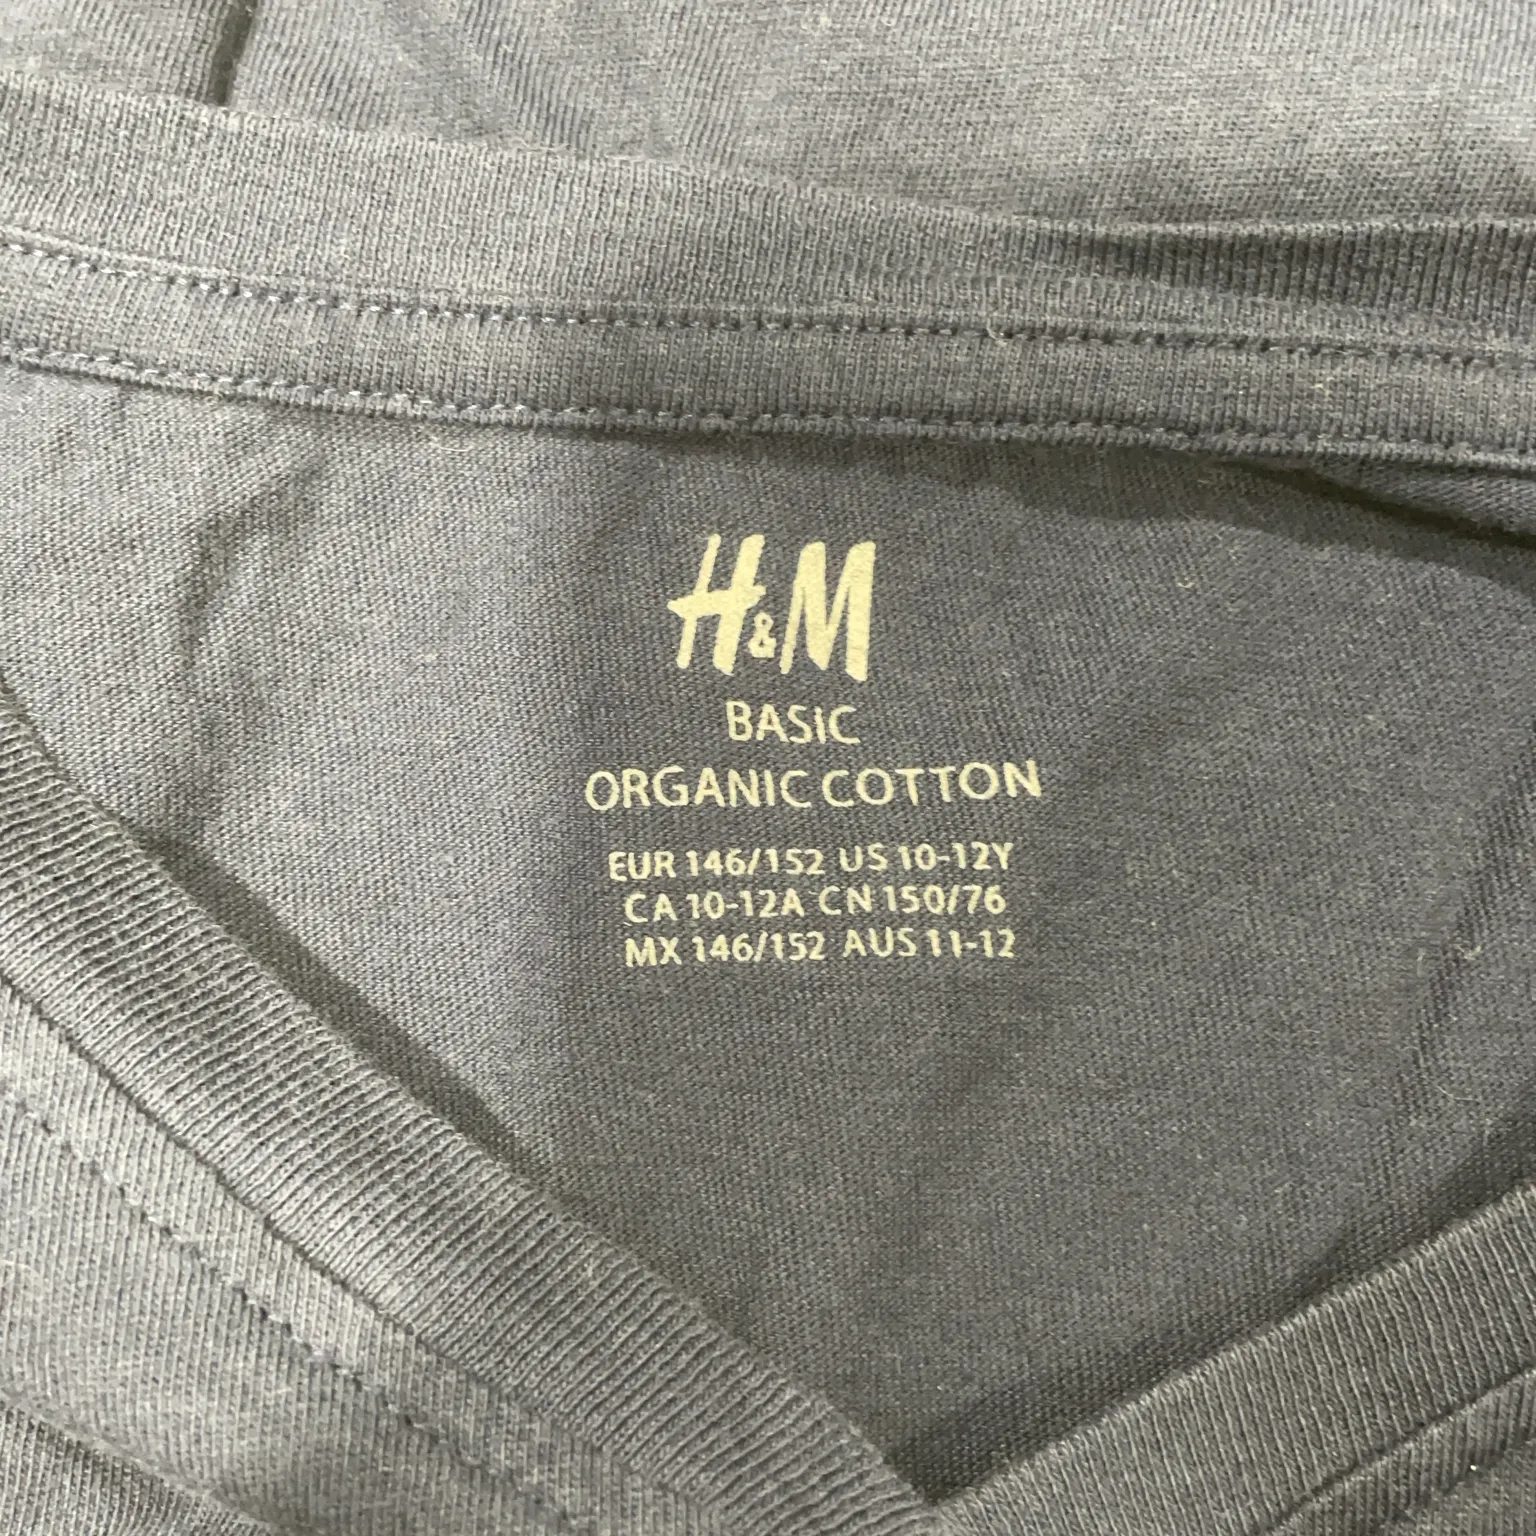 H&M
BASIC
ORGANIC COTTON
EUR 146/152 US 10-12Y
CA 10-12A CN 150/76
MX 146/152 AUS 11-12